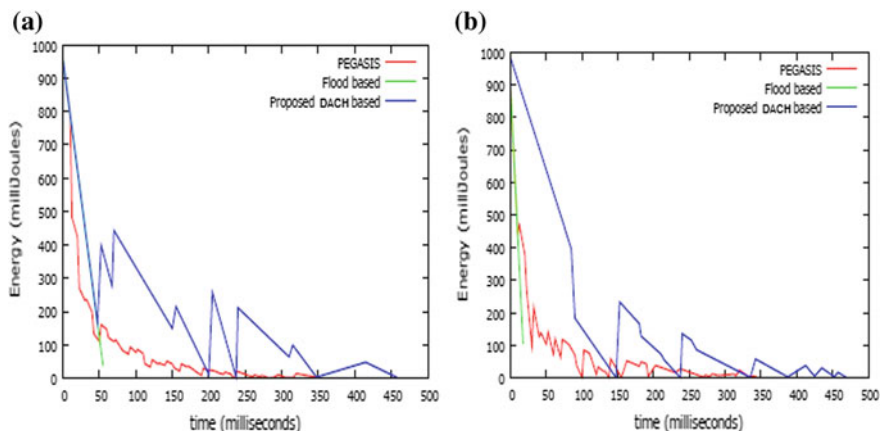 (a)
1000
900
800
700
600
500
400
300
200
100
0
Energy (milliJoules)
PEGASIS
Flood based
Proposed DACH based
0 50 100 150 200 250 300 350 400 450 500
time (milliseconds)
(b)
1000
900
800
700
600
500
400
300
200
100
0
Energy (milliJoules)
PEGASIS
Flood based
Proposed DACH based
0 50 100 150 200 250 300 350 400 450 500
time (milliseconds)